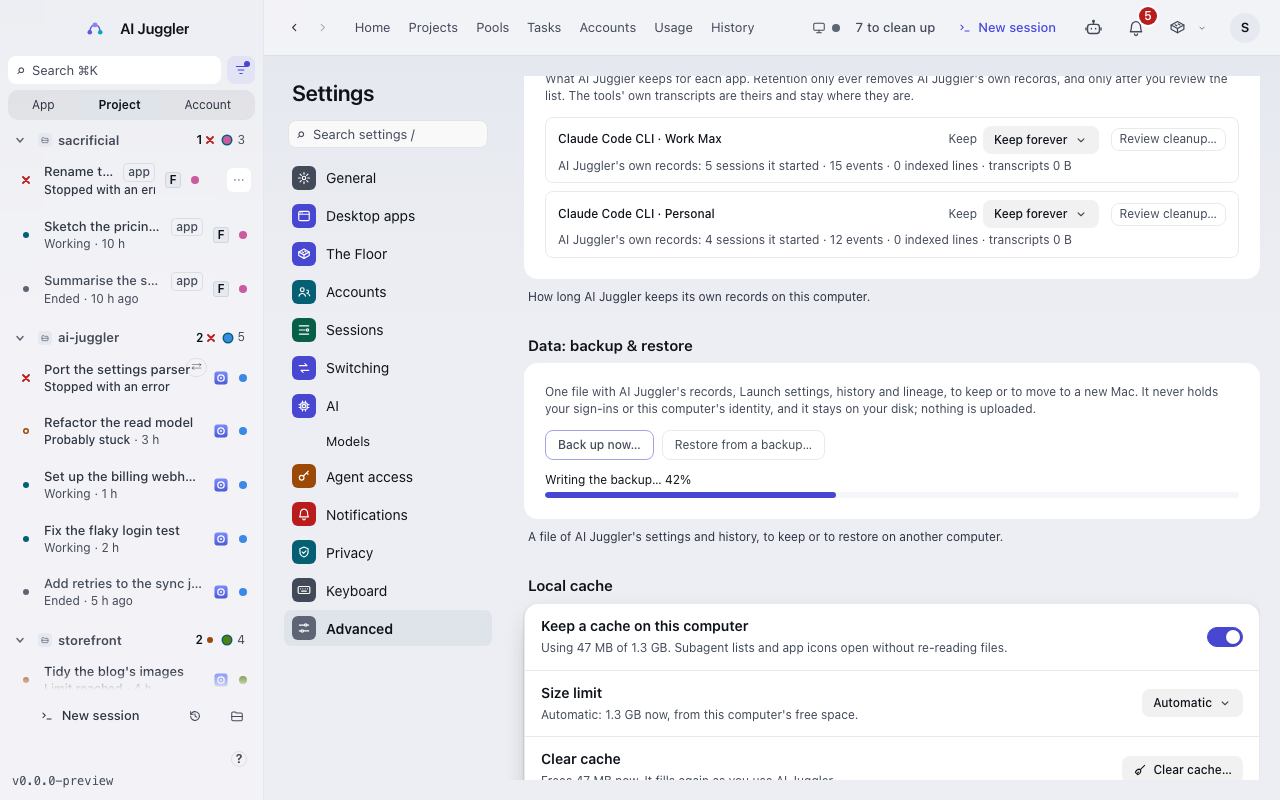 AI Juggler
Search ⌘K
App
Project
Account
sacrificial
1
3
Rename t...
app
F
Stopped with an err
Sketch the pricin...
app
F
Working · 10 h
Summarise the s...
app
F
Ended · 10 h ago
ai-juggler
2
5
Port the settings parser
Stopped with an error
Refactor the read model
Probably stuck · 3 h
Set up the billing webh...
Working · 1 h
Fix the flaky login test
Working · 2 h
Add retries to the sync j...
Ended · 5 h ago
storefront
2
4
Tidy the blog's images
New session
?
v0.0.0-preview
Home
Projects
Pools
Tasks
Accounts
Usage
History
7 to clean up
New session
5
S
Settings
Search settings /
General
Desktop apps
The Floor
Accounts
Sessions
Switching
AI
Models
Agent access
Notifications
Privacy
Keyboard
Advanced
What AI Juggler keeps for each app. Retention only ever removes AI Juggler's own records, and only after you review the
list. The tools' own transcripts are theirs and stay where they are.
Claude Code CLI · Work Max
Keep
Keep forever
Review cleanup...
AI Juggler's own records: 5 sessions it started · 15 events · 0 indexed lines · transcripts 0 B
Claude Code CLI · Personal
Keep
Keep forever
Review cleanup...
AI Juggler's own records: 4 sessions it started · 12 events · 0 indexed lines · transcripts 0 B
How long AI Juggler keeps its own records on this computer.
Data: backup & restore
One file with AI Juggler's records, Launch settings, history and lineage, to keep or to move to a new Mac. It never holds
your sign-ins or this computer's identity, and it stays on your disk; nothing is uploaded.
Back up now...
Restore from a backup...
Writing the backup... 42%
A file of AI Juggler's settings and history, to keep or to restore on another computer.
Local cache
Keep a cache on this computer
Using 47 MB of 1.3 GB. Subagent lists and app icons open without re-reading files.
Size limit
Automatic: 1.3 GB now, from this computer's free space.
Automatic
Clear cache
Frees 47 MB now. It fills again as you use AI Juggler.
Clear cache...